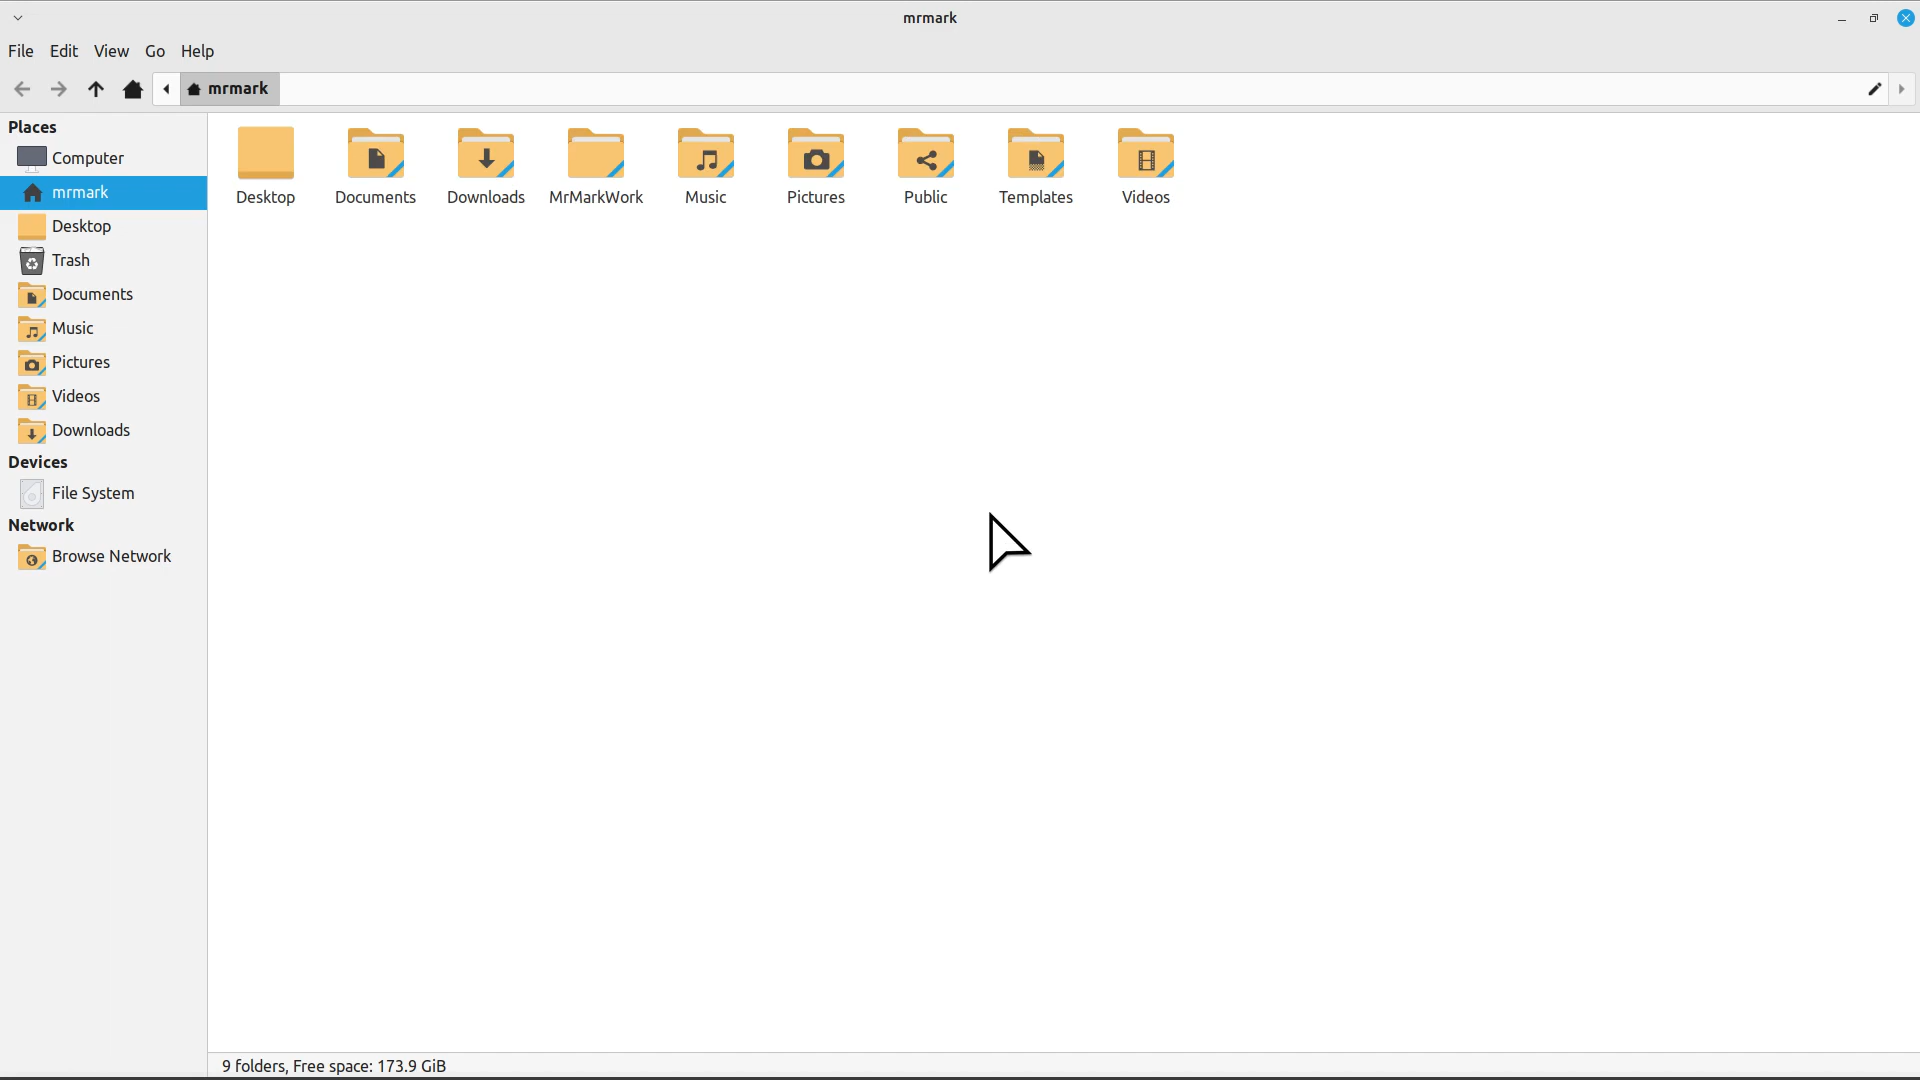 mrmark
File Edit View Go Help
mrmark
Places
Computer
mrmark
Desktop
Trash
Documents
Music
Pictures
Videos
Downloads
Devices
File System
Network
Browse Network
Desktop Documents Downloads MrMarkWork Music Pictures Public Templates Videos
9 folders, Free space: 173.9 GiB